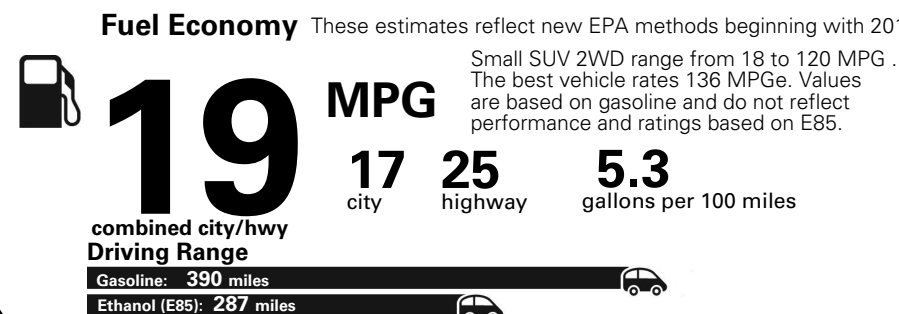 Fuel Economy These estimates reflect new EPA methods beginning with 201
Small SUV 2WD range from 18 to 120 MPG .
The best vehicle rates 136 MPGe. Values
are based on gasoline and do not reflect
performance and ratings based on E85.
19 MPG
combined city/hwy
17 city
25 highway
5.3 gallons per 100 miles
Driving Range
Gasoline: 390 miles
Ethanol (E85): 287 miles